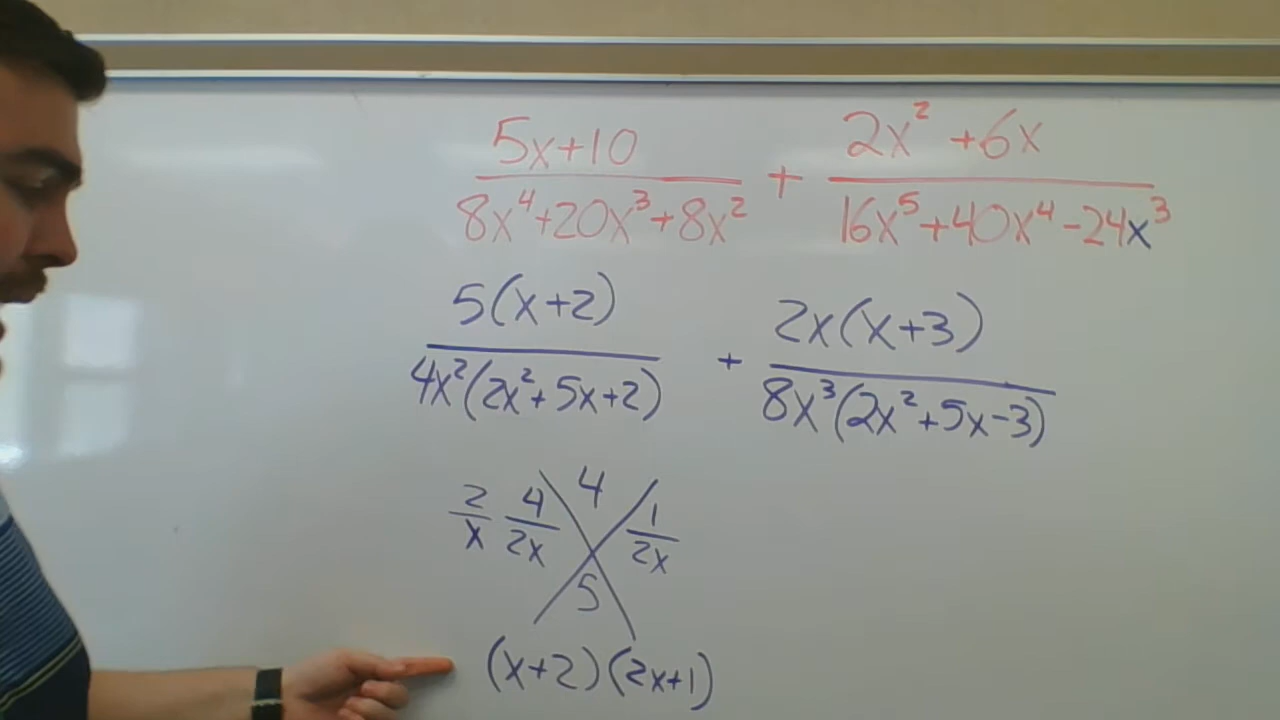 5x+10 / 8x⁴+20x³+8x² + 2x²+6x / 16x⁵+40x⁴-24x³
5(x+2) / 4x²(2x²+5x+2) + 2x(x+3) / 8x³(2x²+5x-3)
4
2/x 4/2x 1/2x
5
(x+2)(2x+1)